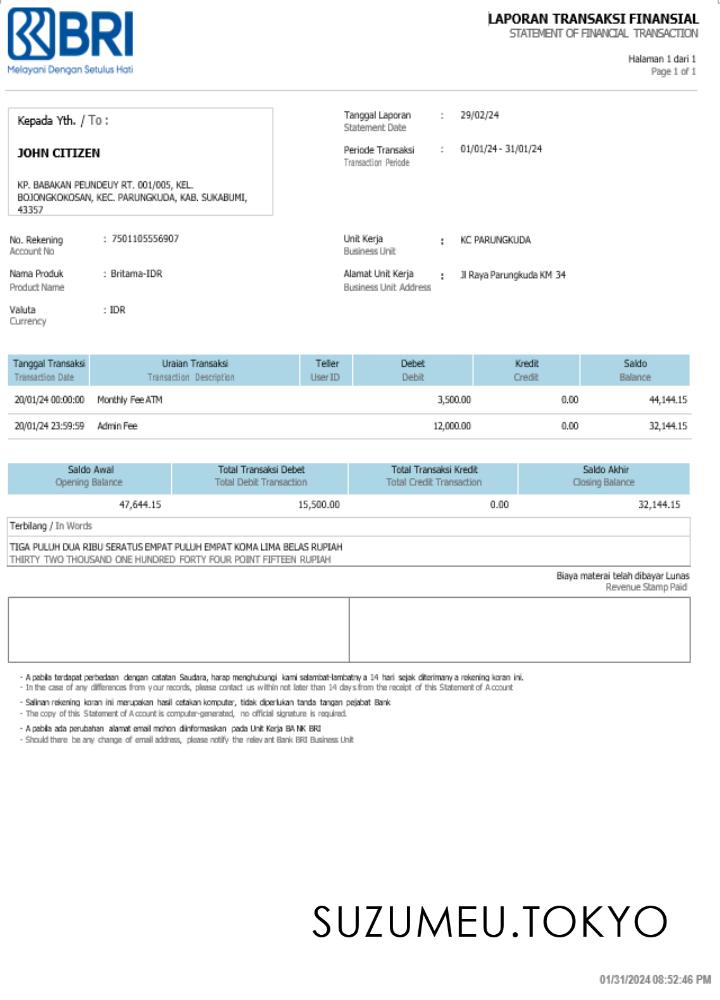 BRI
Melayani Dengan Setulus Hati
LAPORAN TRANSAKSI FINANSIAL
STATEMENT OF FINANCIAL TRANSACTION
Halaman 1 dari 1
Page 1 of 1
Kepada Yth. / To :
JOHN CITIZEN
KP. BABAKAN PEUNDEUY RT. 001/005, KEL.
BOJONGKOKOSAN, KEC. PARUNGKUDA, KAB. SUKABUMI,
43357
Tanggal Laporan : 29/02/24
Statement Date
Periode Transaksi : 01/01/24 - 31/01/24
Transaction Periode
No. Rekening : 7501105556907
Account No
Nama Produk : Britama-IDR
Product Name
Valuta : IDR
Currency
Unit Kerja : KC PARUNGKUDA
Business Unit
Alamat Unit Kerja : Jl Raya Parungkuda KM 34
Business Unit Address
Tanggal Transaksi Uraian Transaksi Teller Debet Kredit Saldo
Transaction Date Transaction Description User ID Debit Credit Balance
20/01/24 00:00:00 Monthly Fee ATM 3,500.00 0.00 44,144.15
20/01/24 23:59:59 Admin Fee 12,000.00 0.00 32,144.15
Saldo Awal Total Transaksi Debet Total Transaksi Kredit Saldo Akhir
Opening Balance Total Debit Transaction Total Credit Transaction Closing Balance
47,644.15 15,500.00 0.00 32,144.15
Terbilang / In Words
TIGA PULUH DUA RIBU SERATUS EMPAT PULUH EMPAT KOMA LIMA BELAS RUPIAH
THIRTY TWO THOUSAND ONE HUNDRED FORTY FOUR POINT FIFTEEN RUPIAH
Biaya materai telah dibayar Lunas
Revenue Stamp Paid
- Apabila terdapat perbedaan dengan catatan Saudara, harap menghubungi kami selambat-lambatnya 14 hari sejak diterimanya rekening koran ini.
- In the case of any differences from your records, please contact us within not later than 14 days from the receipt of this Statement of Account
- Salinan rekening koran ini merupakan hasil cetakan komputer, tidak diperlukan tanda tangan pejabat Bank
- The copy of this Statement of Account is computer-generated, no official signature is required.
- Apabila ada perubahan alamat email mohon diinformasikan pada Unit Kerja BANK BRI
- Should there be any change of email address, please notify the relevant Bank BRI Business Unit
SUZUMEU.TOKYO
01/31/2024 08:52:46 PM